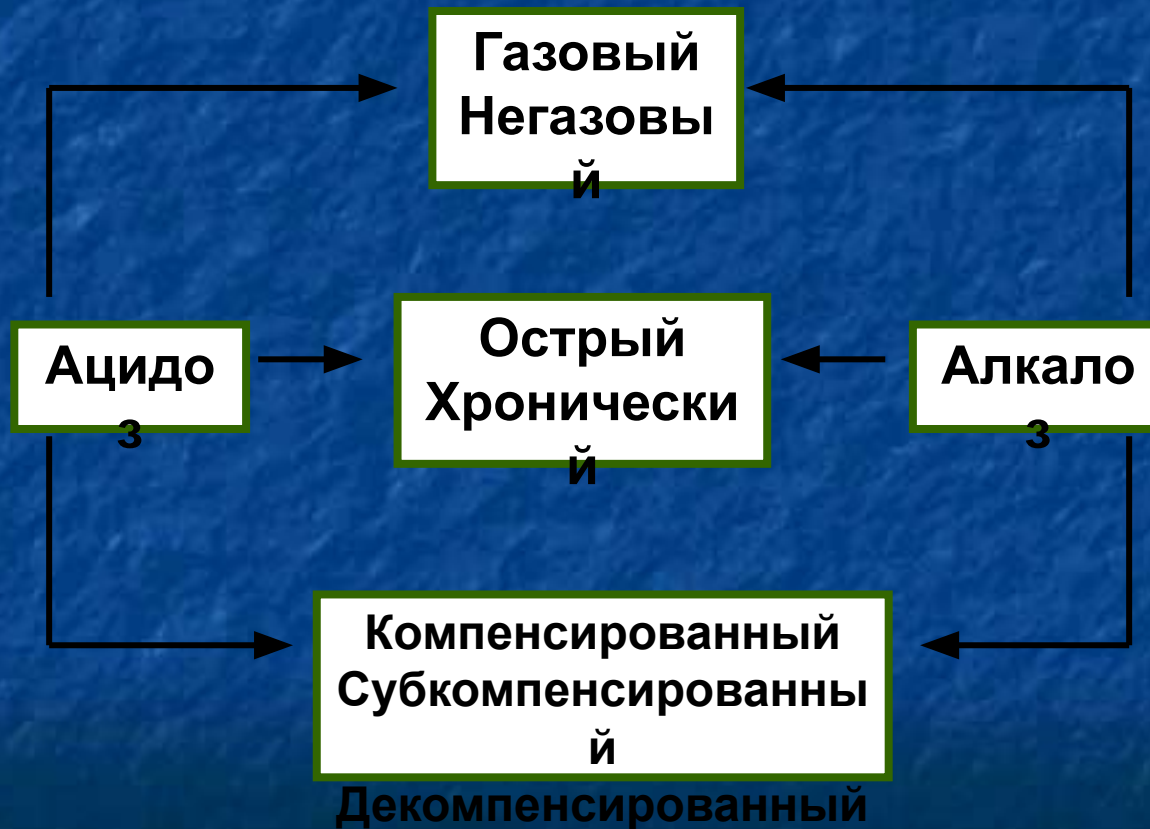 Газовый
Негазовы
й
Ацидо
з
Острый
Хронически
й
Алкало
з
Компенсированный
Субкомпенсированны
й
Декомпенсированный